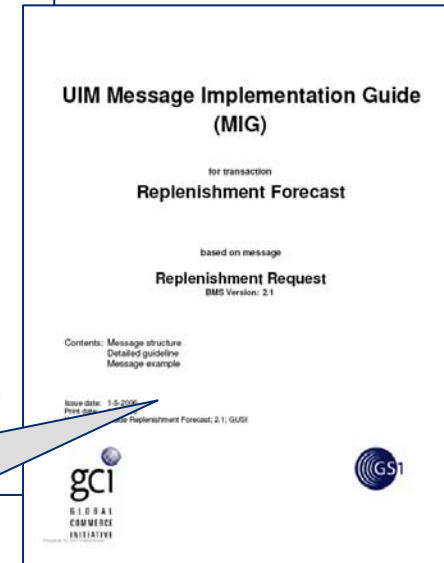 UIM Message Implementation Guide
(MIG)
for transaction
Replenishment Forecast
based on message
Replenishment Request
BMS Version: 2.1
Contents: Message structure
Detailed guideline
Message example
Issue date: 1-5-2006
Print date:
Replenishment Forecast; 2.1; GUSI
gci
GLOBAL
COMMERCE
INITIATIVE
GS1